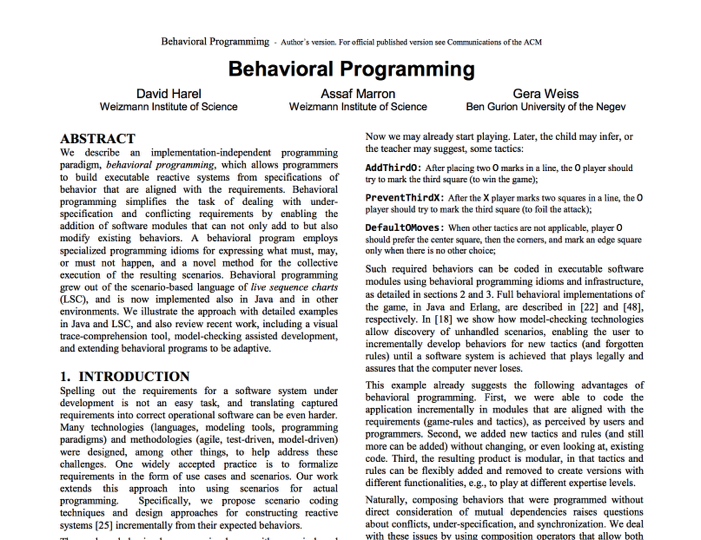 Behavioral Programmimg - Author's version. For official published version see Communications of the ACM
Behavioral Programming
David Harel
Weizmann Institute of Science
Assaf Marron
Weizmann Institute of Science
Gera Weiss
Ben Gurion University of the Negev
ABSTRACT
We describe an implementation-independent programming
paradigm, behavioral programming, which allows programmers
to build executable reactive systems from specifications of
behavior that are aligned with the requirements. Behavioral
programming simplifies the task of dealing with under-
specification and conflicting requirements by enabling the
addition of software modules that can not only add to but also
modify existing behaviors. A behavior program employs
specialized programming idioms for expressing what must, may,
or must not happen, and a novel method for the collective
execution of the resulting scenarios. Behavioral programming
grew out of the scenario-based language of live sequence charts
(LSC), and is now implemented also in Java and in other
environments. We illustrate the approach with detailed examples
in Java and LSC, and also review recent work, including a visual
trace-comprehension tool, model-checking assisted development,
and extending behavioral programs to be adaptive.
1. INTRODUCTION
Spelling out the requirements for a software system under
development is not an easy task, and translating captured
requirements into correct operational software can be even harder.
Many technologies (languages, modeling tools, programming
paradigms) and methodologies (agile, test-driven, model-driven)
were designed, among other things, to help address these
challenges. One widely accepted practice is to formalize
requirements in the form of use cases and scenarios. Our work
extends this approach into using scenarios for actual
programming. Specifically, we propose scenario coding
techniques and design approaches for constructing reactive
systems [25] incrementally from their expected behaviors.
Now we may already start playing. Later, the child may infer, or
the teacher may suggest, some tactics:
AddThirdO: After placing two O marks in a line, the O player should
try to mark the third square (to win the game);
PreventThirdX: After the X player marks two squares in a line, the O
player should try to mark the third square (to foil the attack);
DefaultOMoves: When other tactics are not applicable, player O
should prefer the center square, then the corners, and mark an edge square
only when there is no other choice;
Such required behaviors can be coded in executable software
modules using behavioral programming idioms and infrastructure,
as detailed in sections 2 and 3. Full behavioral implementations of
the game, in Java and Erlang, are described in [22] and [48],
respectively. In [18] we show how model-checking technologies
allow discovery of unhandled scenarios, enabling the user to
incrementally develop behaviors for new tactics (and forgotten
rules) until a software system is achieved that plays legally and
assures that the computer never loses.
This example already suggests the following advantages of
behavioral programming. First, we were able to code the
application incrementally in modules that are aligned with the
requirements (game-rules and tactics), as perceived by users and
programmers. Second, we added new tactics and rules (and still
more can be added) without changing, or even looking at, existing
code. Third, the resulting product is modular, in that tactics and
rules can be flexibly added and removed to create versions with
different functionalities, e.g., to play at different expertise levels.
Naturally, composing behaviors that were programmed without
direct consideration of mutual dependencies raises questions
about conflicts, under-specification, and synchronization. We deal
with these issues by using composition operators that allow both